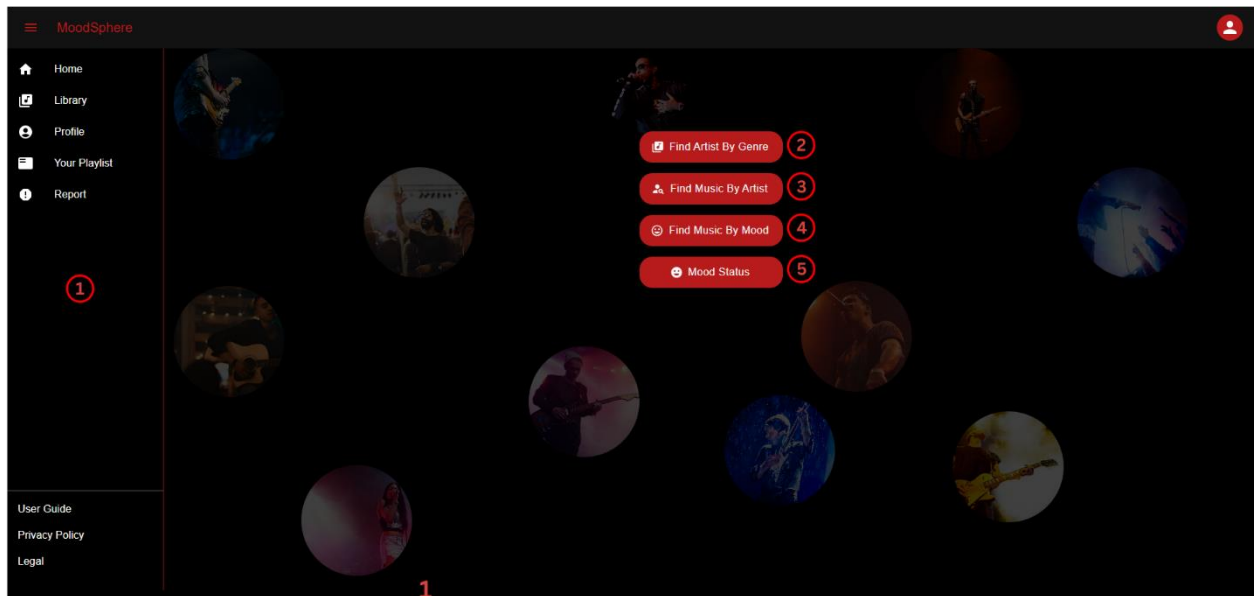 MoodSphere
Home
Library
Profile
Your Playlist
Report
1
Find Artist By Genre 2
Find Music By Artist 3
Find Music By Mood 4
Mood Status 5
User Guide
Privacy Policy
Legal
1